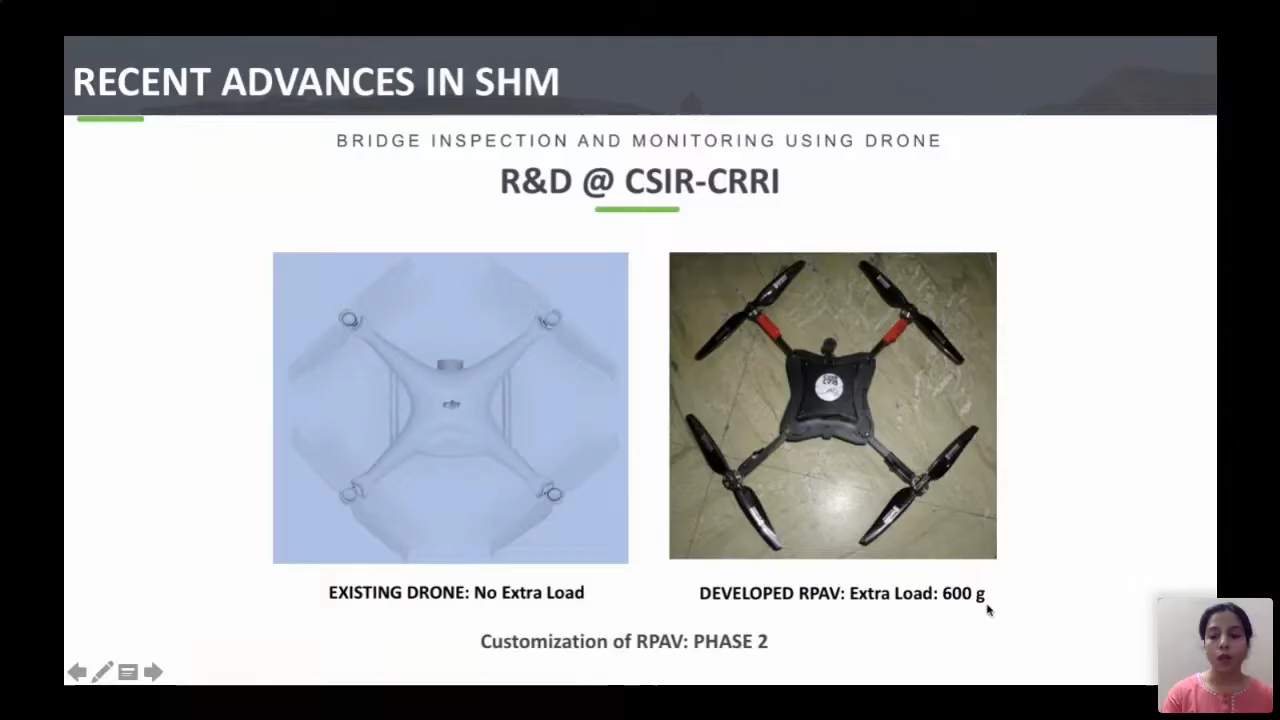 RECENT ADVANCES IN SHM
BRIDGE INSPECTION AND MONITORING USING DRONE
R&D @ CSIR-CRRI
EXISTING DRONE: No Extra Load
DEVELOPED RPAV: Extra Load: 600 g
Customization of RPAV: PHASE 2